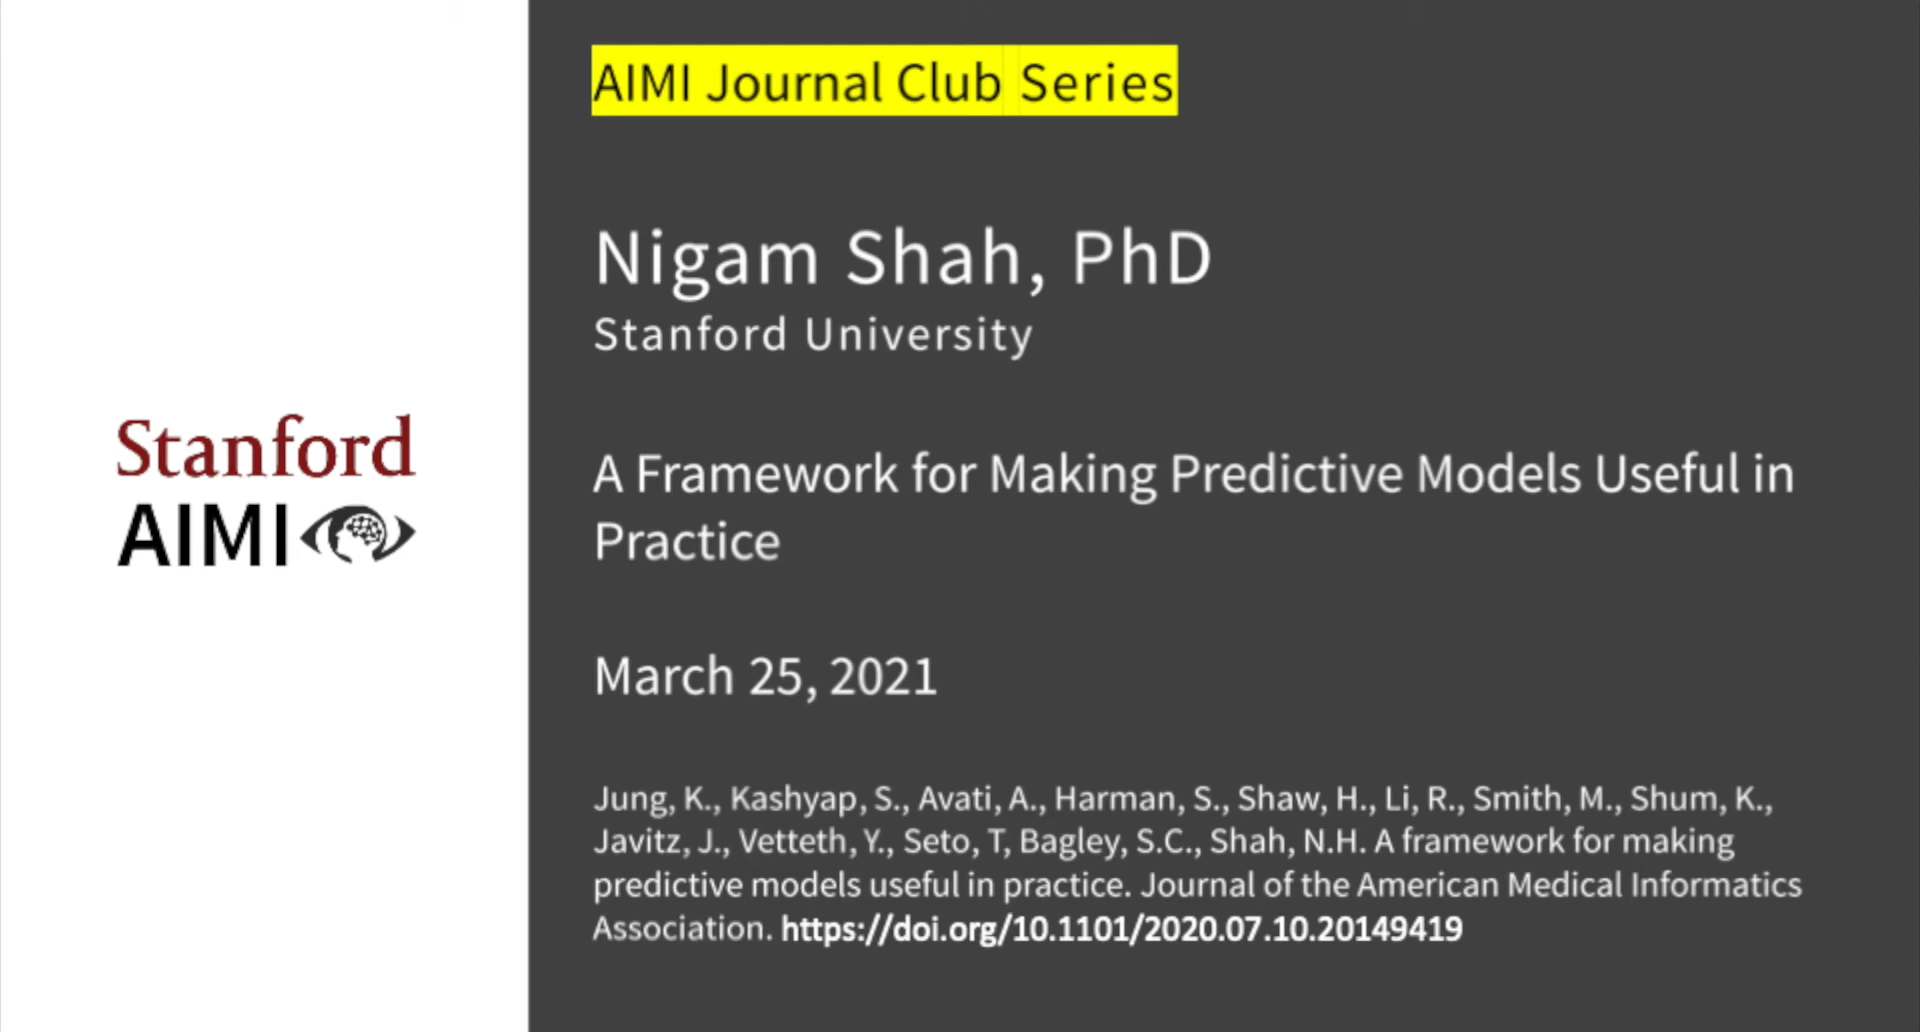 AIMI Journal Club Series
Nigam Shah, PhD
Stanford University
Stanford
AIMI
A Framework for Making Predictive Models Useful in
Practice
March 25, 2021
Jung, K., Kashyap, S., Avati, A., Harman, S., Shaw, H., Li, R., Smith, M., Shum, K.,
Javitz, J., Vetteth, Y., Seto, T, Bagley, S.C., Shah, N.H. A framework for making
predictive models useful in practice. Journal of the American Medical Informatics
Association. https://doi.org/10.1101/2020.07.10.20149419